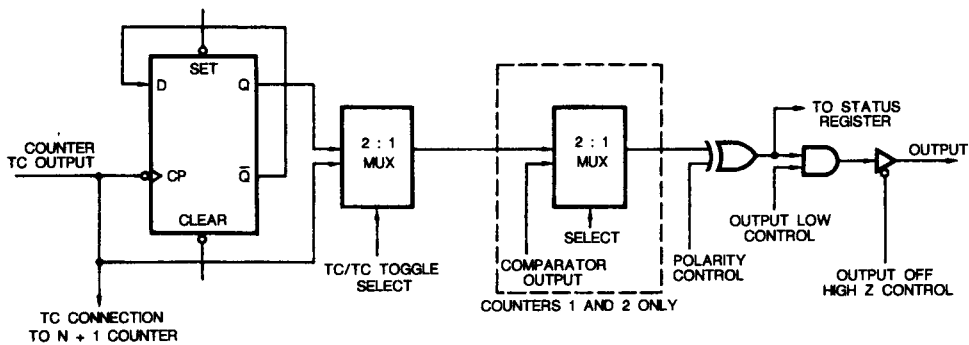 SET
D
Q
TO STATUS
REGISTER
COUNTER
TC OUTPUT
2 : 1
MUX
2 : 1
MUX
OUTPUT
CP
Q̅
CLEAR
OUTPUT LOW
CONTROL
SELECT
TC/TC TOGGLE
SELECT
COMPARATOR
OUTPUT
POLARITY
CONTROL
OUTPUT OFF
HIGH Z CONTROL
COUNTERS 1 AND 2 ONLY
TC CONNECTION
TO N + 1 COUNTER